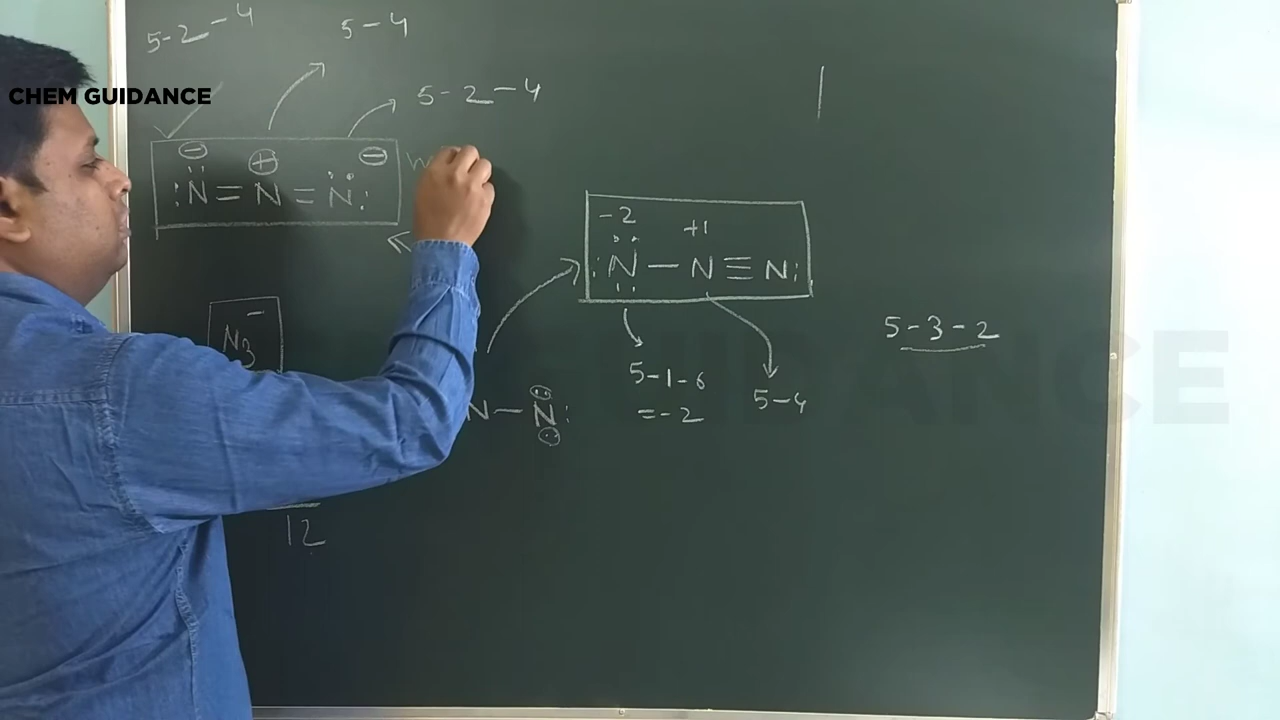 5-2-4
5-4
CHEM GUIDANCE
5-2-4
⊖ ⊕ ⊖
:N=N=N:
-2 +1
:N-N≡N:
N3-
5-3-2
5-1-6
=-2
5-4
N-N:
12